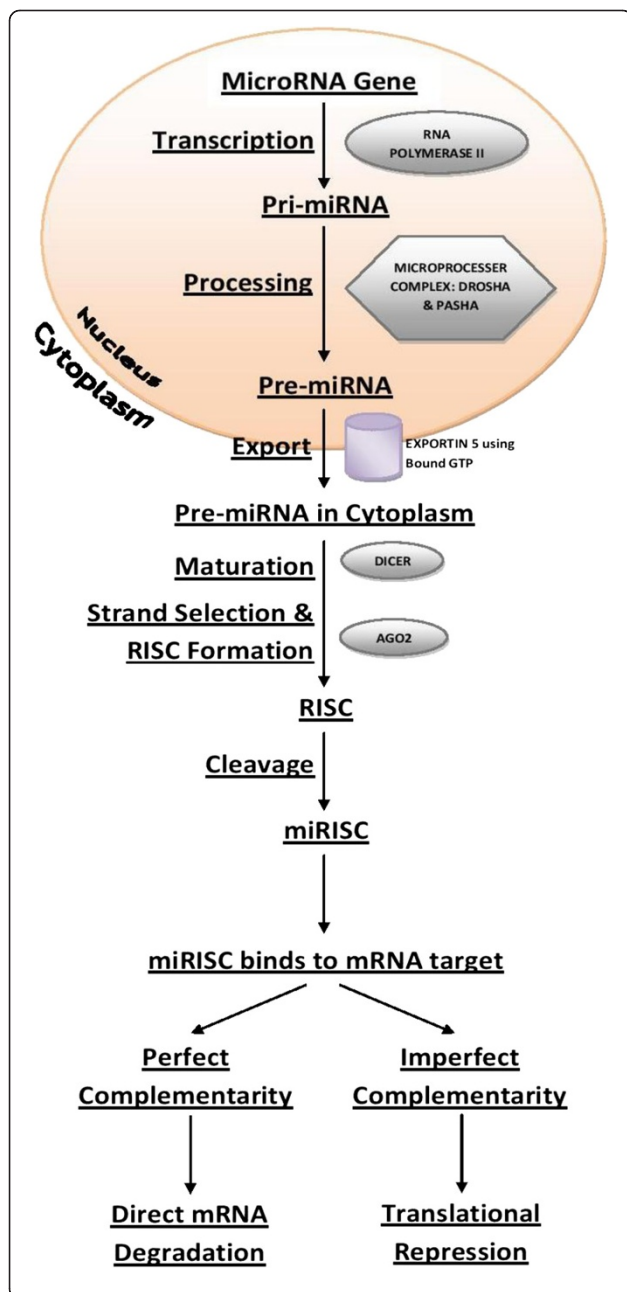 MicroRNA Gene
Transcription
RNA
POLYMERASE II
Pri-miRNA
Processing
MICROPROCESSER
COMPLEX: DROSHA
& PASHA
Nucleus
Cytoplasm
Pre-miRNA
Export
EXPORTIN 5 using
Bound GTP
Pre-miRNA in Cytoplasm
Maturation
DICER
Strand Selection &
RISC Formation
AGO2
RISC
Cleavage
miRISC
miRISC binds to mRNA target
Perfect
Complementarity
Imperfect
Complementarity
Direct mRNA
Degradation
Translational
Repression